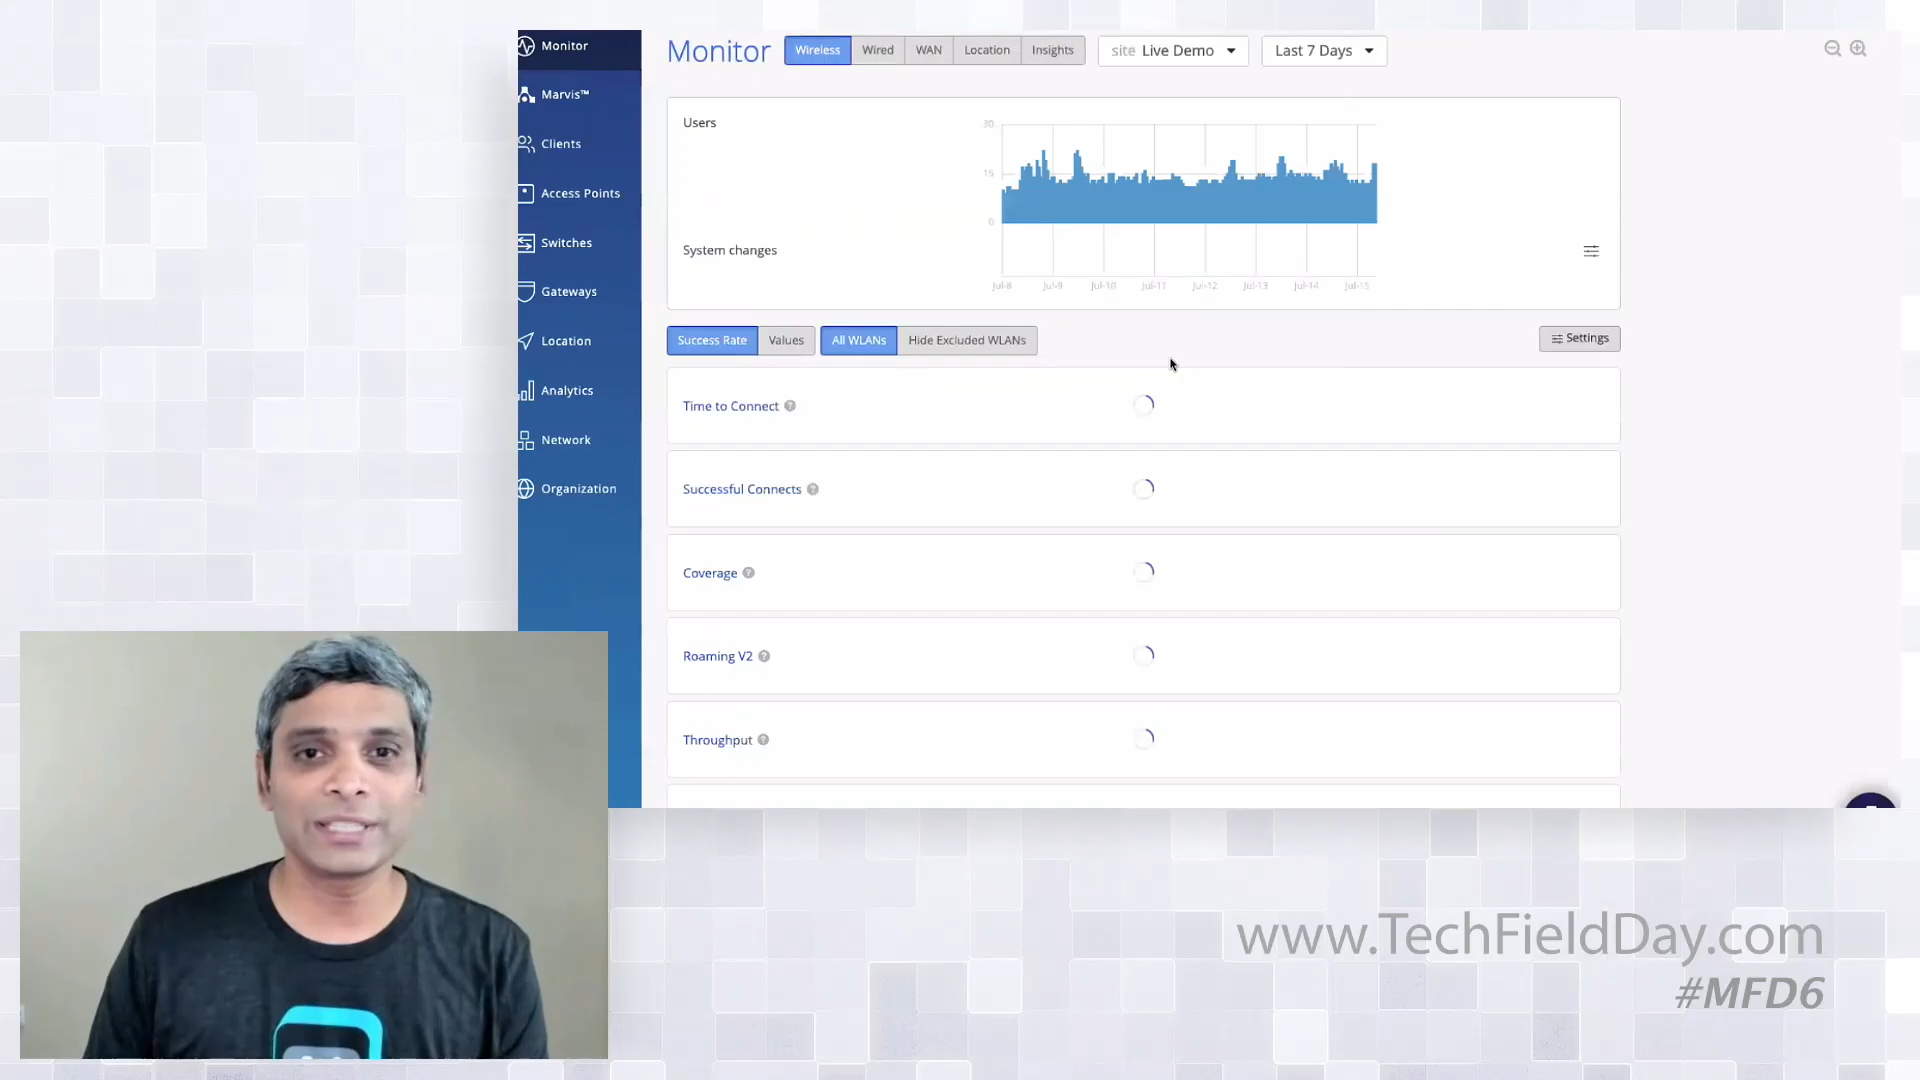 Monitor
Marvis™
Clients
Access Points
Switches
Gateways
Location
Analytics
Network
Organization
Monitor
Wireless Wired WAN Location Insights
site Live Demo
Last 7 Days
Users
30
15
0
System changes
Jul-8 Jul-9 Jul-10 Jul-11 Jul-12 Jul-13 Jul-14 Jul-15
Success Rate Values
All WLANs Hide Excluded WLANs
Settings
Time to Connect ?
Successful Connects ?
Coverage ?
Roaming V2 ?
Throughput ?
www.TechFieldDay.com
#MFD6